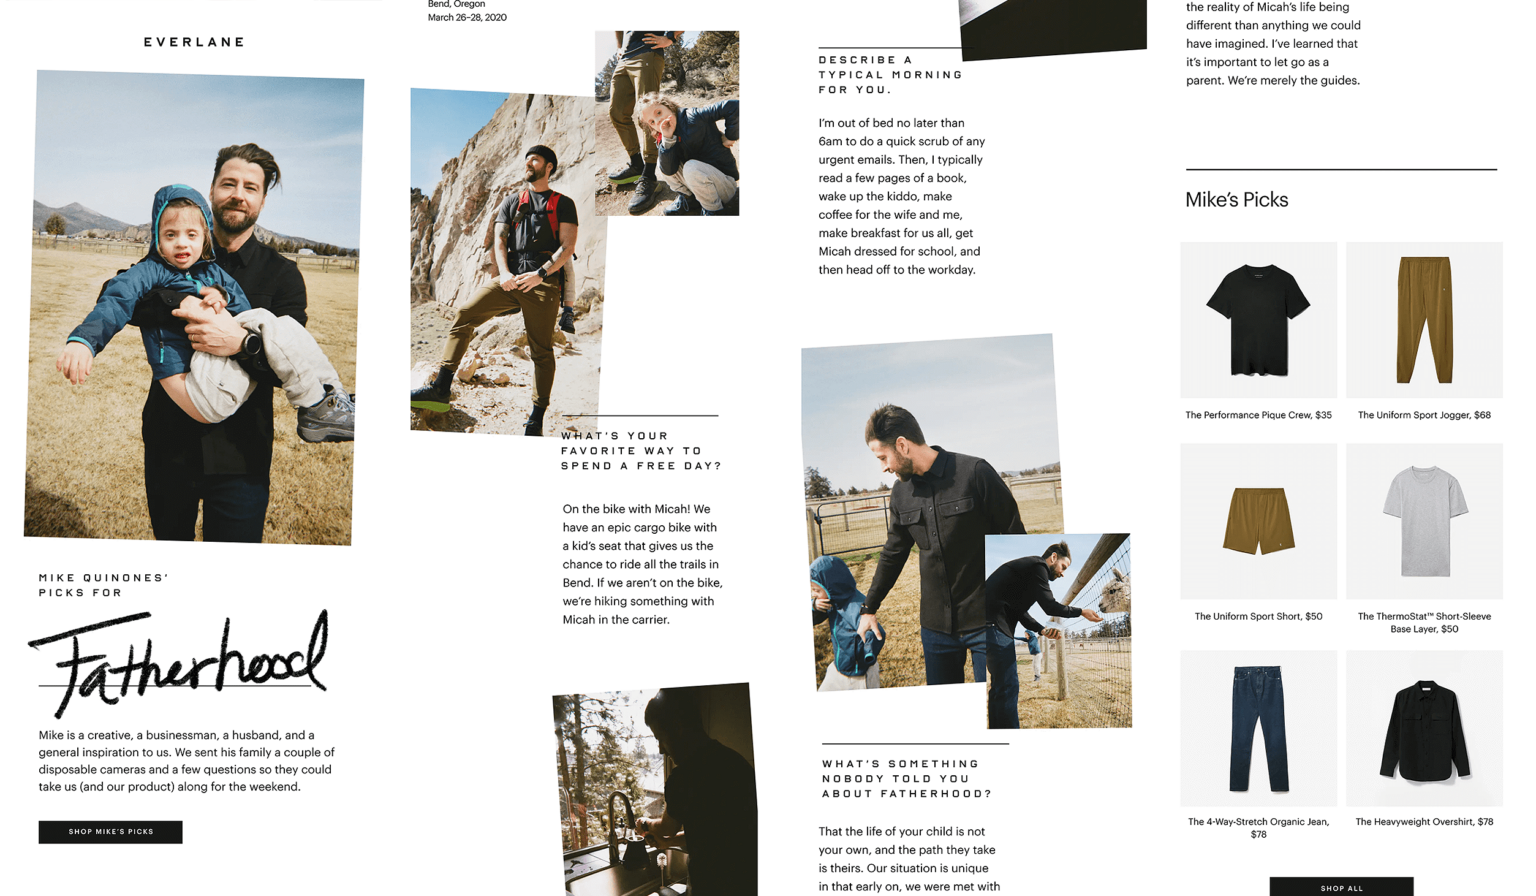 EVERLANE
MIKE QUINONES’
PICKS FOR
Fatherhood
Mike is a creative, a businessman, a husband, and a
general inspiration to us. We sent his family a couple of
disposable cameras and a few questions so they could
take us (and our product) along for the weekend.
SHOP MIKE’S PICKS
Bend, Oregon
March 26–28, 2020
WHAT’S YOUR
FAVORITE WAY TO
SPEND A FREE DAY?
On the bike with Micah! We
have an epic cargo bike with
a kid’s seat that gives us the
chance to ride all the trails in
Bend. If we aren’t on the bike,
we’re hiking something with
Micah in the carrier.
DESCRIBE A
TYPICAL MORNING
FOR YOU.
I’m out of bed no later than
6am to do a quick scrub of any
urgent emails. Then, I typically
read a few pages of a book,
wake up the kiddo, make
coffee for the wife and me,
make breakfast for us all, get
Micah dressed for school, and
then head off to the workday.
WHAT’S SOMETHING
NOBODY TOLD YOU
ABOUT FATHERHOOD?
That the life of your child is not
your own, and the path they take
is theirs. Our situation is unique
in that early on, we were met with
the reality of Micah’s life being
different than anything we could
have imagined. I’ve learned that
it’s important to let go as a
parent. We’re merely the guides.
Mike’s Picks
The Performance Pique Crew, $35
The Uniform Sport Jogger, $68
The Uniform Sport Short, $50
The ThermoStat™ Short-Sleeve
Base Layer, $50
The 4-Way-Stretch Organic Jean,
$78
The Heavyweight Overshirt, $78
SHOP ALL